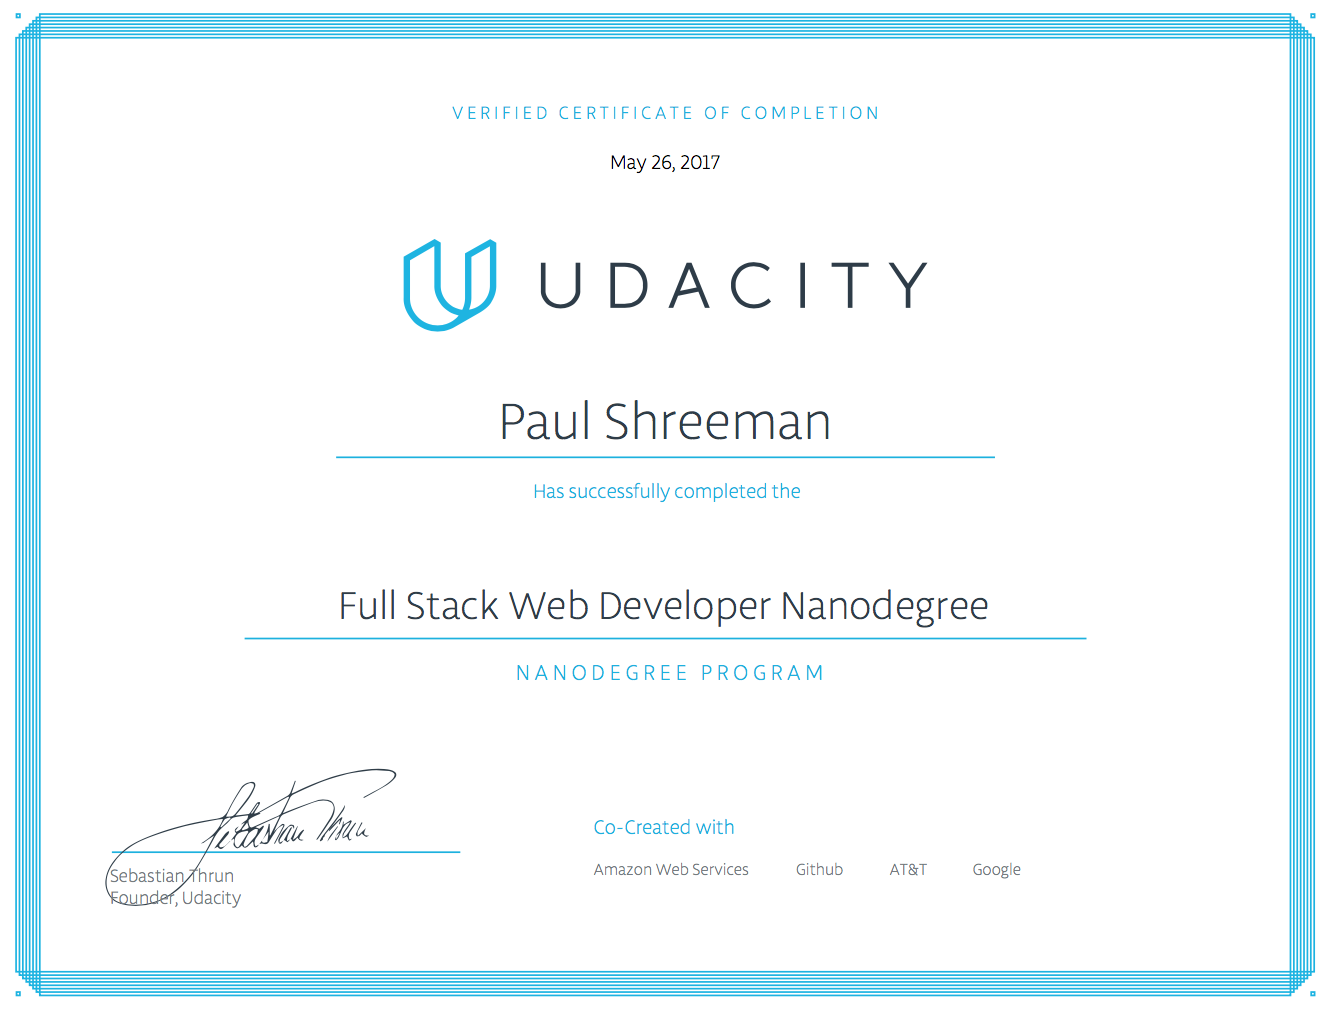 VERIFIED CERTIFICATE OF COMPLETION
May 26, 2017
UDACITY
Paul Shreeman
Has successfully completed the
Full Stack Web Developer Nanodegree
NANODEGREE PROGRAM
Sebastian Thrun
Sebastian Thrun
Founder, Udacity
Co-Created with
Amazon Web Services Github AT&T Google